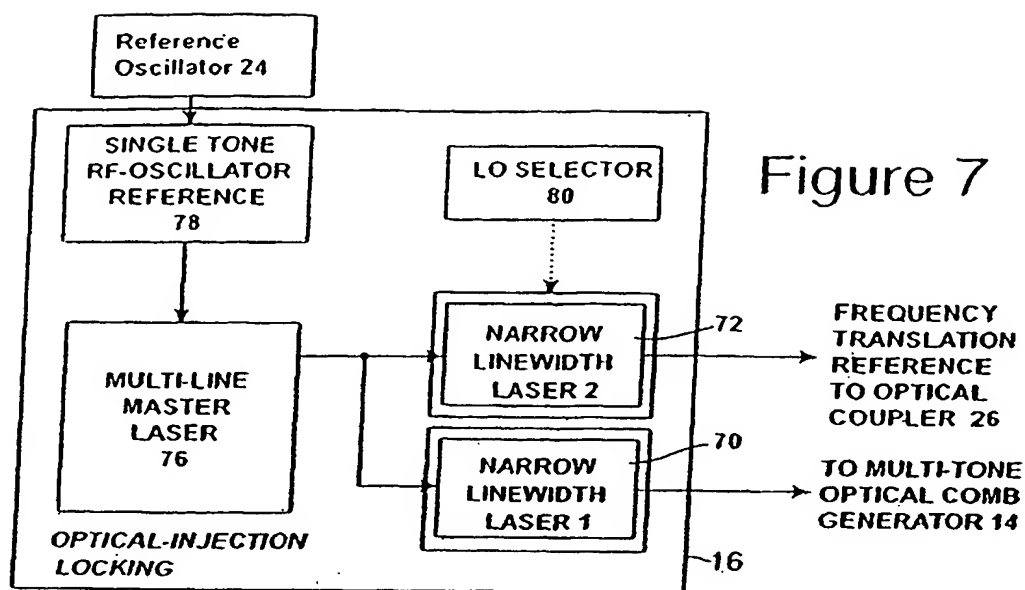 Reference
Oscillator 24
SINGLE TONE
RF-OSCILLATOR
REFERENCE
78
LO SELECTOR
80
Figure 7
MULTI-LINE
MASTER
LASER
76
NARROW
LINEWIDTH
LASER 2
72
FREQUENCY
TRANSLATION
REFERENCE
TO OPTICAL
COUPLER 26
NARROW
LINEWIDTH
LASER 1
70
TO MULTI-TONE
OPTICAL COMB
GENERATOR 14
OPTICAL-INJECTION
LOCKING
16